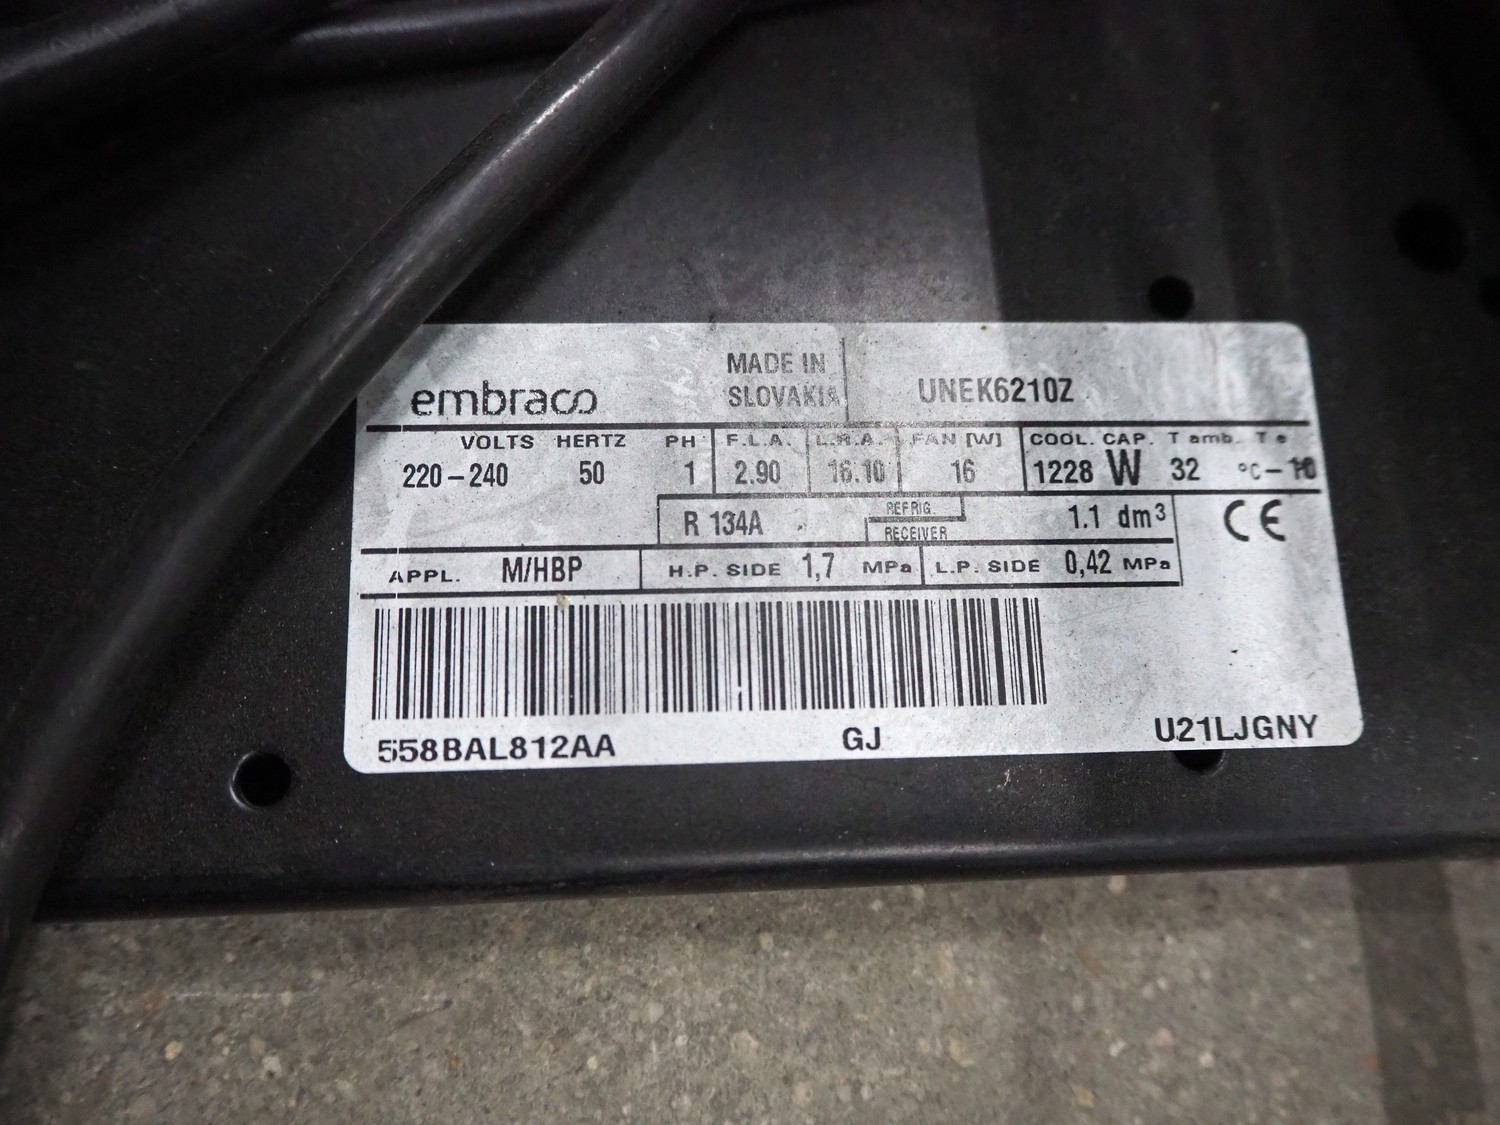 embraco
MADE IN
SLOVAKIA
UNEK6210Z
VOLTS HERTZ PH F.L.A. L.R.A. FAN [W] COOL. CAP. T amb. T e
220-240 50 1 2.90 16.10 16 1228 W 32 °C -10
R 134A REFRIG. RECEIVER 1.1 dm³ CE
APPL. M/HBP H.P. SIDE 1,7 MPa L.P. SIDE 0,42 MPa
558BAL812AA GJ U21LJGNY